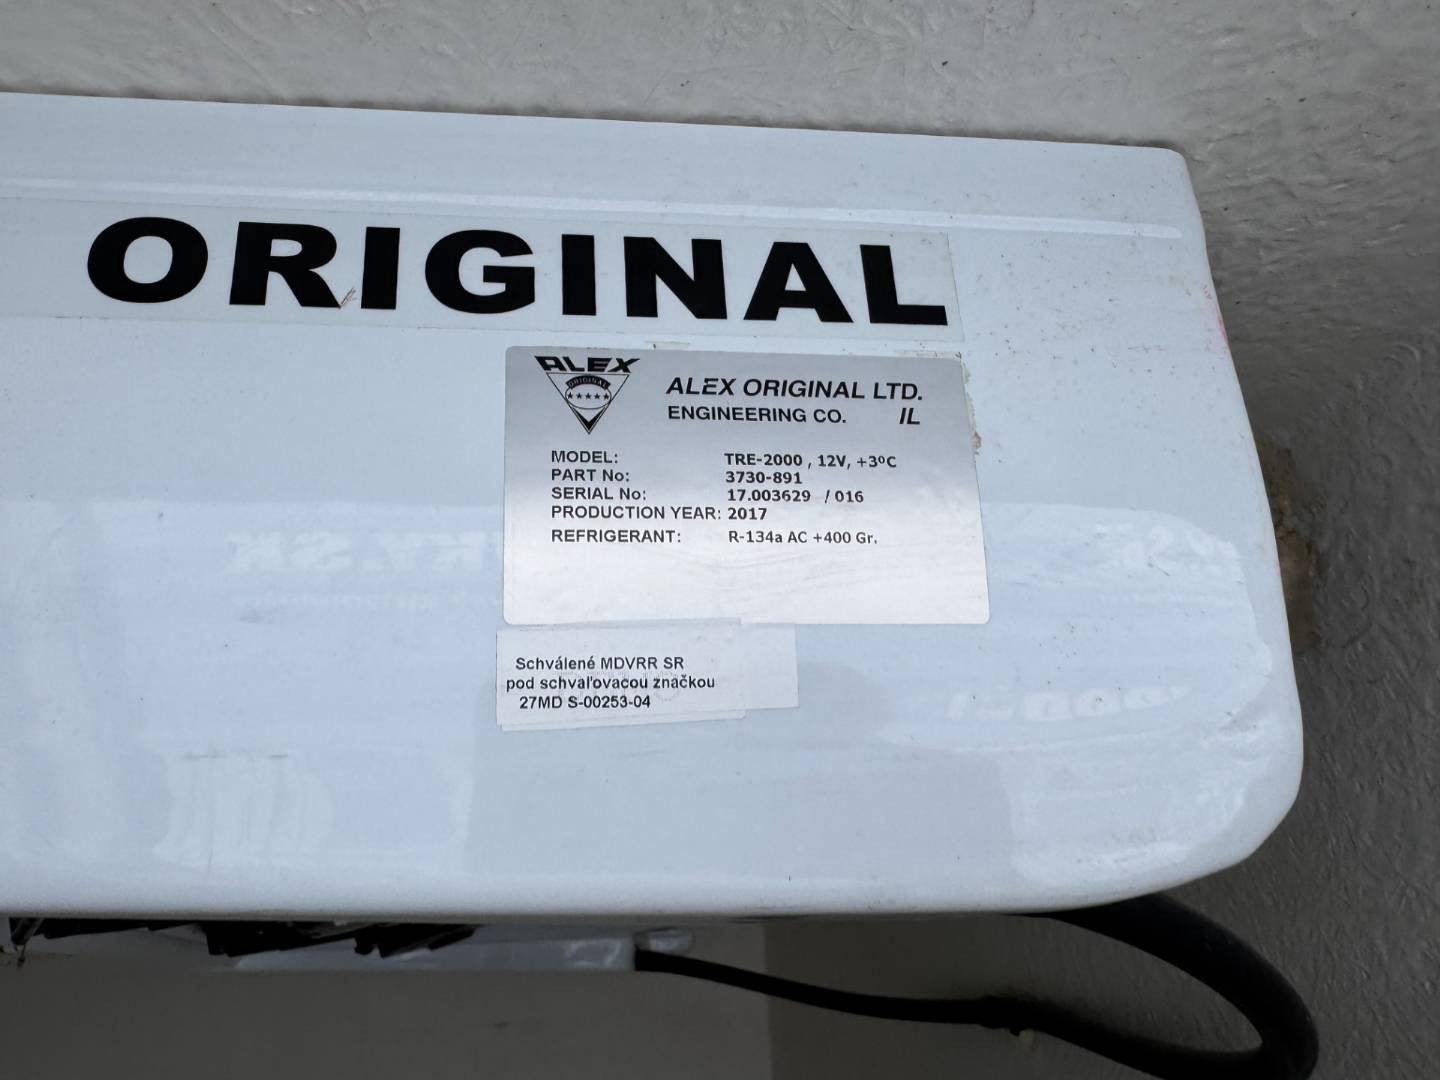 ORIGINAL
ALEX
ORIGINAL
ALEX ORIGINAL LTD.
ENGINEERING CO. IL
MODEL: TRE-2000 , 12V, +3ºC
PART No: 3730-891
SERIAL No: 17.003629 / 016
PRODUCTION YEAR: 2017
REFRIGERANT: R-134a AC +400 Gr.
Schválené MDVRR SR
pod schvaľovacou značkou
27MD S-00253-04